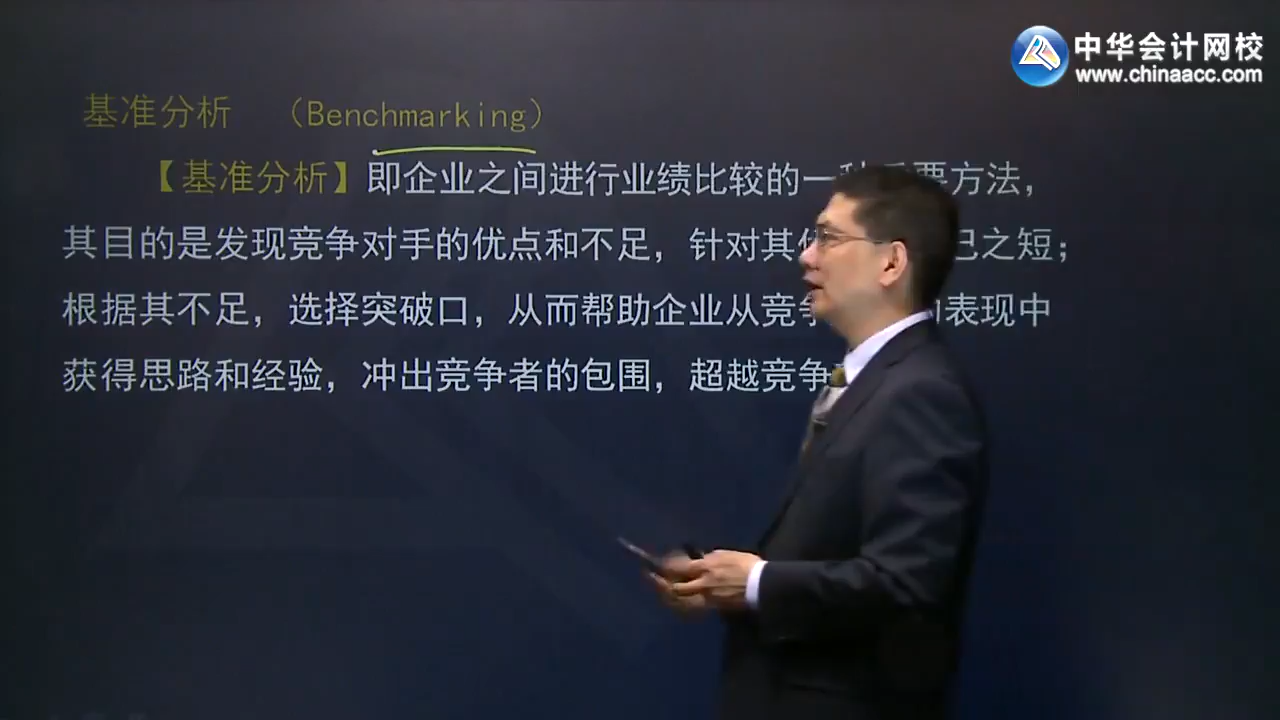 中华会计网校
www.chinaacc.com
基准分析 （Benchmarking）
【基准分析】即企业之间进行业绩比较的一 要方法，
其目的是发现竞争对手的优点和不足，针对其 己之短；
根据其不足，选择突破口，从而帮助企业从竞争 表现中
获得思路和经验，冲出竞争者的包围，超越竞争